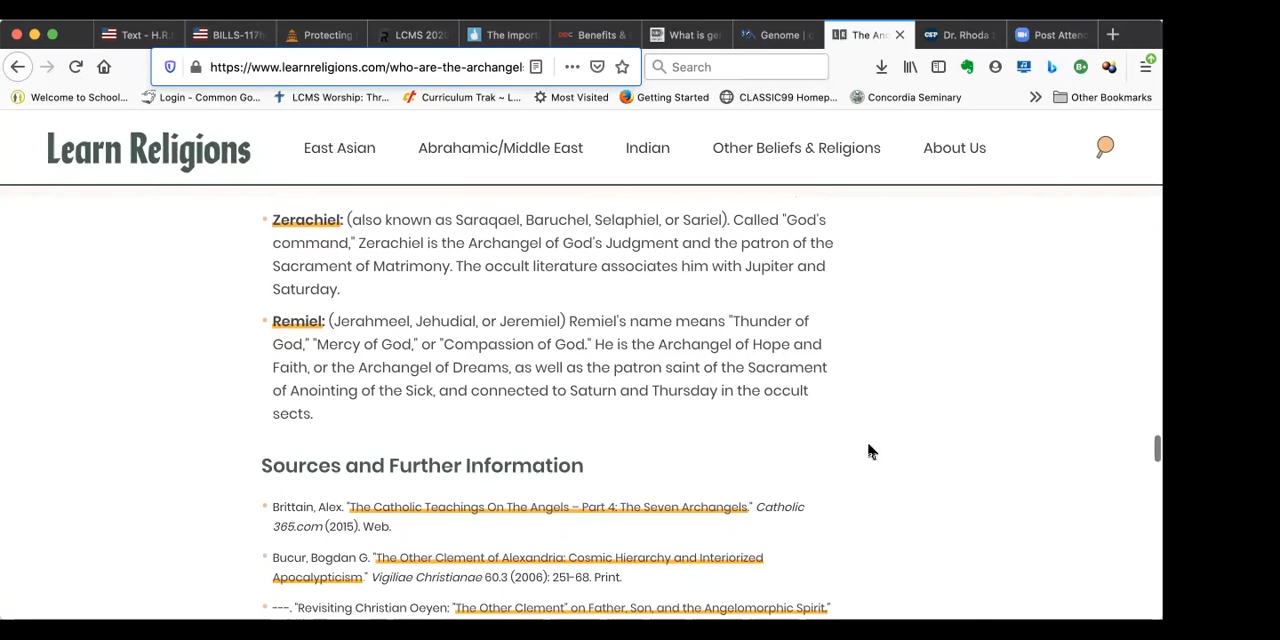 Text - H.R.
BILLS-117h
Protecting
LCMS 202
The Import
Benefits &
What is ge
Genome |
The An
Dr. Rhoda
Post Atten
https://www.learnreligions.com/who-are-the-archangel
Search
Welcome to School...
Login - Common Go...
LCMS Worship: Thr...
Curriculum Trak ~ L...
Most Visited
Getting Started
CLASSIC99 Homep...
Concordia Seminary
Other Bookmarks
Learn Religions
East Asian
Abrahamic/Middle East
Indian
Other Beliefs & Religions
About Us
Zerachiel: (also known as Saraqael, Baruchel, Selaphiel, or Sariel). Called "God's
command," Zerachiel is the Archangel of God's Judgment and the patron of the
Sacrament of Matrimony. The occult literature associates him with Jupiter and
Saturday.
Remiel: (Jerahmeel, Jehudial, or Jeremiel) Remiel's name means "Thunder of
God," "Mercy of God," or "Compassion of God." He is the Archangel of Hope and
Faith, or the Archangel of Dreams, as well as the patron saint of the Sacrament
of Anointing of the Sick, and connected to Saturn and Thursday in the occult
sects.
Sources and Further Information
Brittain, Alex. "The Catholic Teachings On The Angels – Part 4: The Seven Archangels." Catholic
365.com (2015). Web.
Bucur, Bogdan G. "The Other Clement of Alexandria: Cosmic Hierarchy and Interiorized
Apocalypticism." Vigiliae Christianae 60.3 (2006): 251-68. Print.
---. "Revisiting Christian Oeyen: "The Other Clement" on Father, Son, and the Angelomorphic Spirit,"